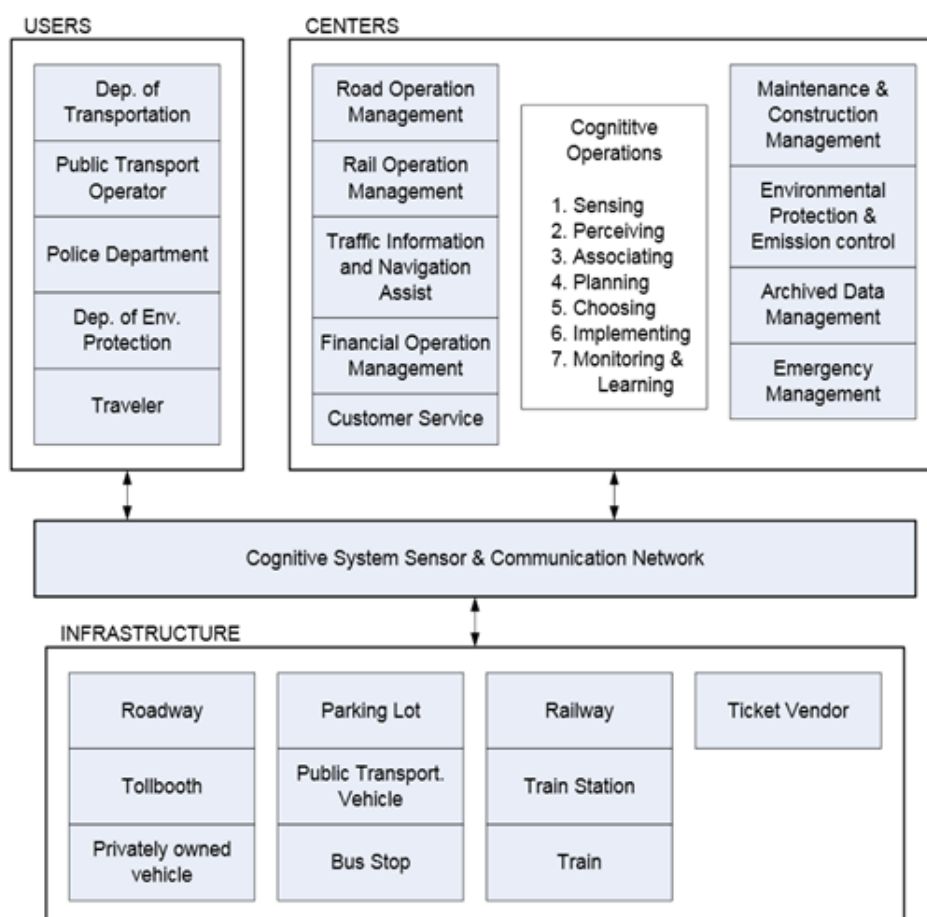 USERS
Dep. of
Transportation
Public Transport
Operator
Police Department
Dep. of Env.
Protection
Traveler
CENTERS
Road Operation
Management
Rail Operation
Management
Traffic Information
and Navigation
Assist
Financial Operation
Management
Customer Service
Cognititve
Operations
1. Sensing
2. Perceiving
3. Associating
4. Planning
5. Choosing
6. Implementing
7. Monitoring &
Learning
Maintenance &
Construction
Management
Environmental
Protection &
Emission control
Archived Data
Management
Emergency
Management
Cognitive System Sensor & Communication Network
INFRASTRUCTURE
Roadway
Tollbooth
Privately owned
vehicle
Parking Lot
Public Transport.
Vehicle
Bus Stop
Railway
Train Station
Train
Ticket Vendor